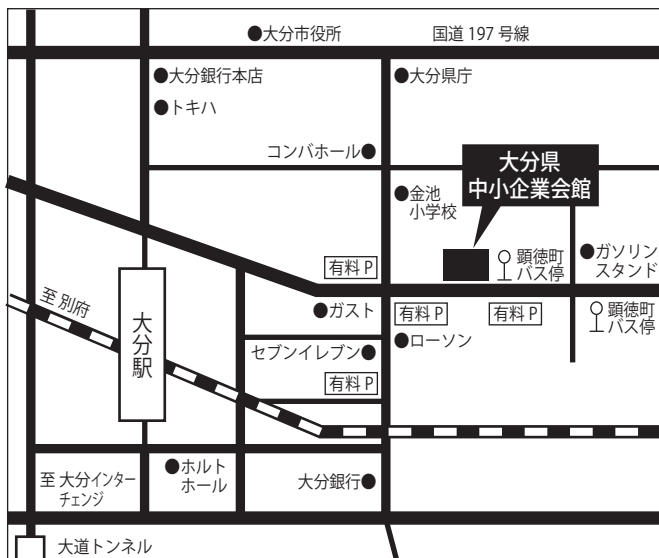 ●大分市役所
国道 197 号線
●大分銀行本店
●トキハ
●大分県庁
コンパホール●
大分県
中小企業会館
●金池
小学校
顕徳町
バス停
●ガソリン
スタンド
有料 P
至 別府
大分駅
●ガスト
有料 P
有料 P
顕徳町
バス停
セブンイレブン●
●ローソン
有料 P
至 大分インター
チェンジ
●ホルト
ホール
大分銀行●
大道トンネル